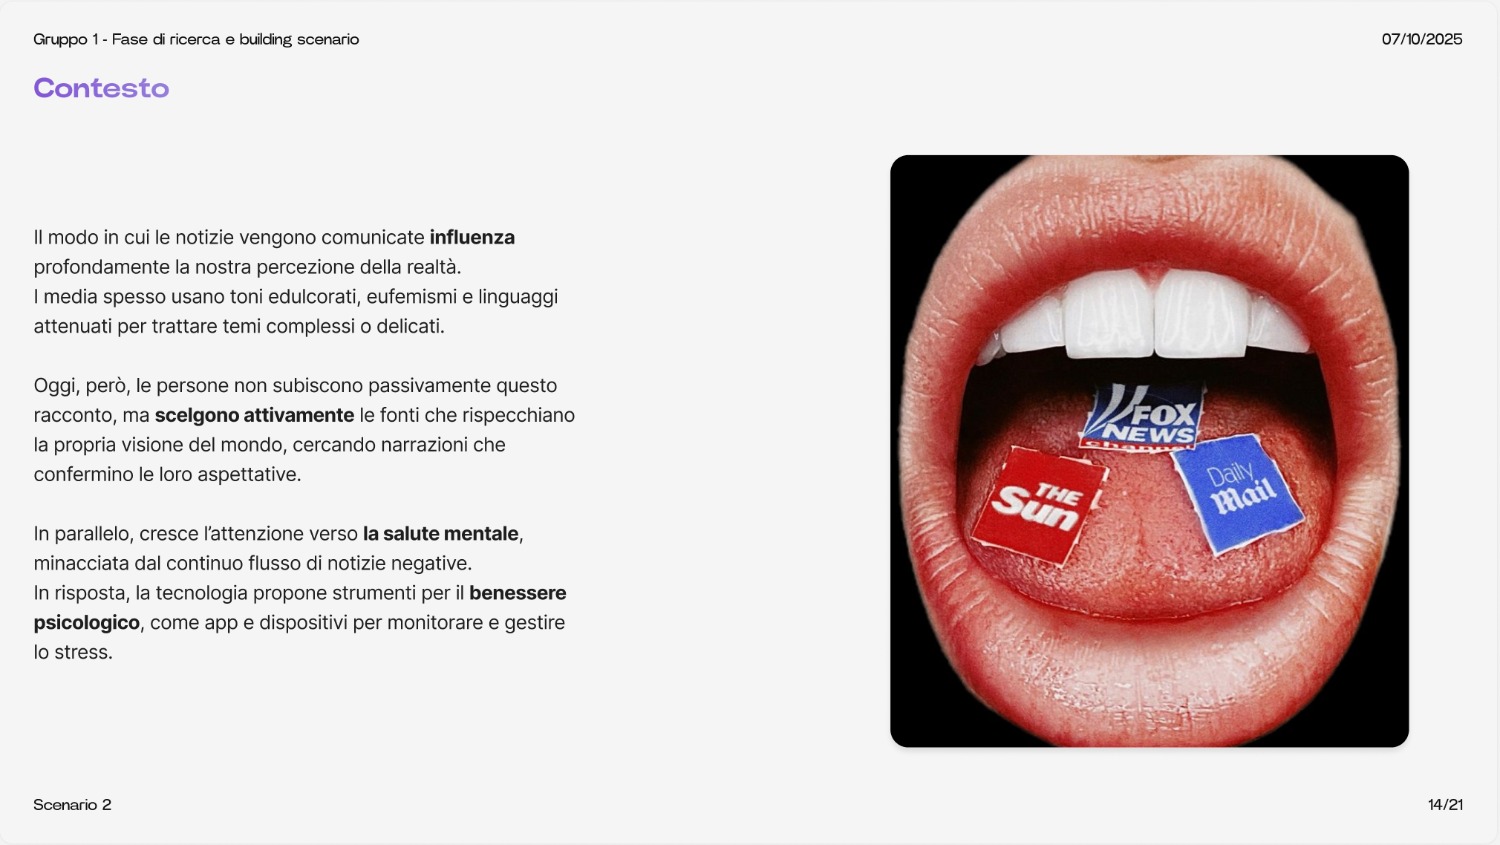 Gruppo 1 - Fase di ricerca e building scenario
07/10/2025
Contesto
Il modo in cui le notizie vengono comunicate influenza
profondamente la nostra percezione della realtà.
I media spesso usano toni edulcorati, eufemismi e linguaggi
attenuati per trattare temi complessi o delicati.
Oggi, però, le persone non subiscono passivamente questo
racconto, ma scelgono attivamente le fonti che rispecchiano
la propria visione del mondo, cercando narrazioni che
confermino le loro aspettative.
In parallelo, cresce l’attenzione verso la salute mentale,
minacciata dal continuo flusso di notizie negative.
In risposta, la tecnologia propone strumenti per il benessere
psicologico, come app e dispositivi per monitorare e gestire
lo stress.
FOX
NEWS
channel
THE
Sun
Daily
Mail
Scenario 2
14/21